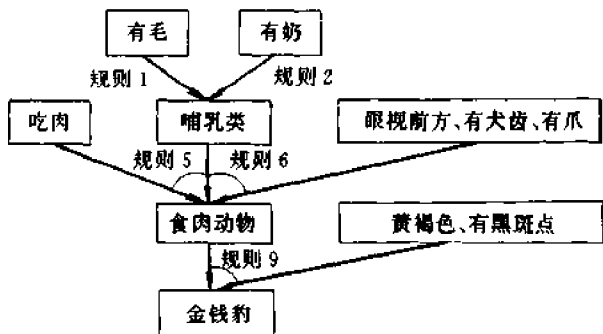 有毛
有奶
规则 1
规则 2
吃肉
哺乳类
眼视前方、有犬齿、有爪
规则 5
规则 6
食肉动物
黄褐色、有黑斑点
规则 9
金钱豹